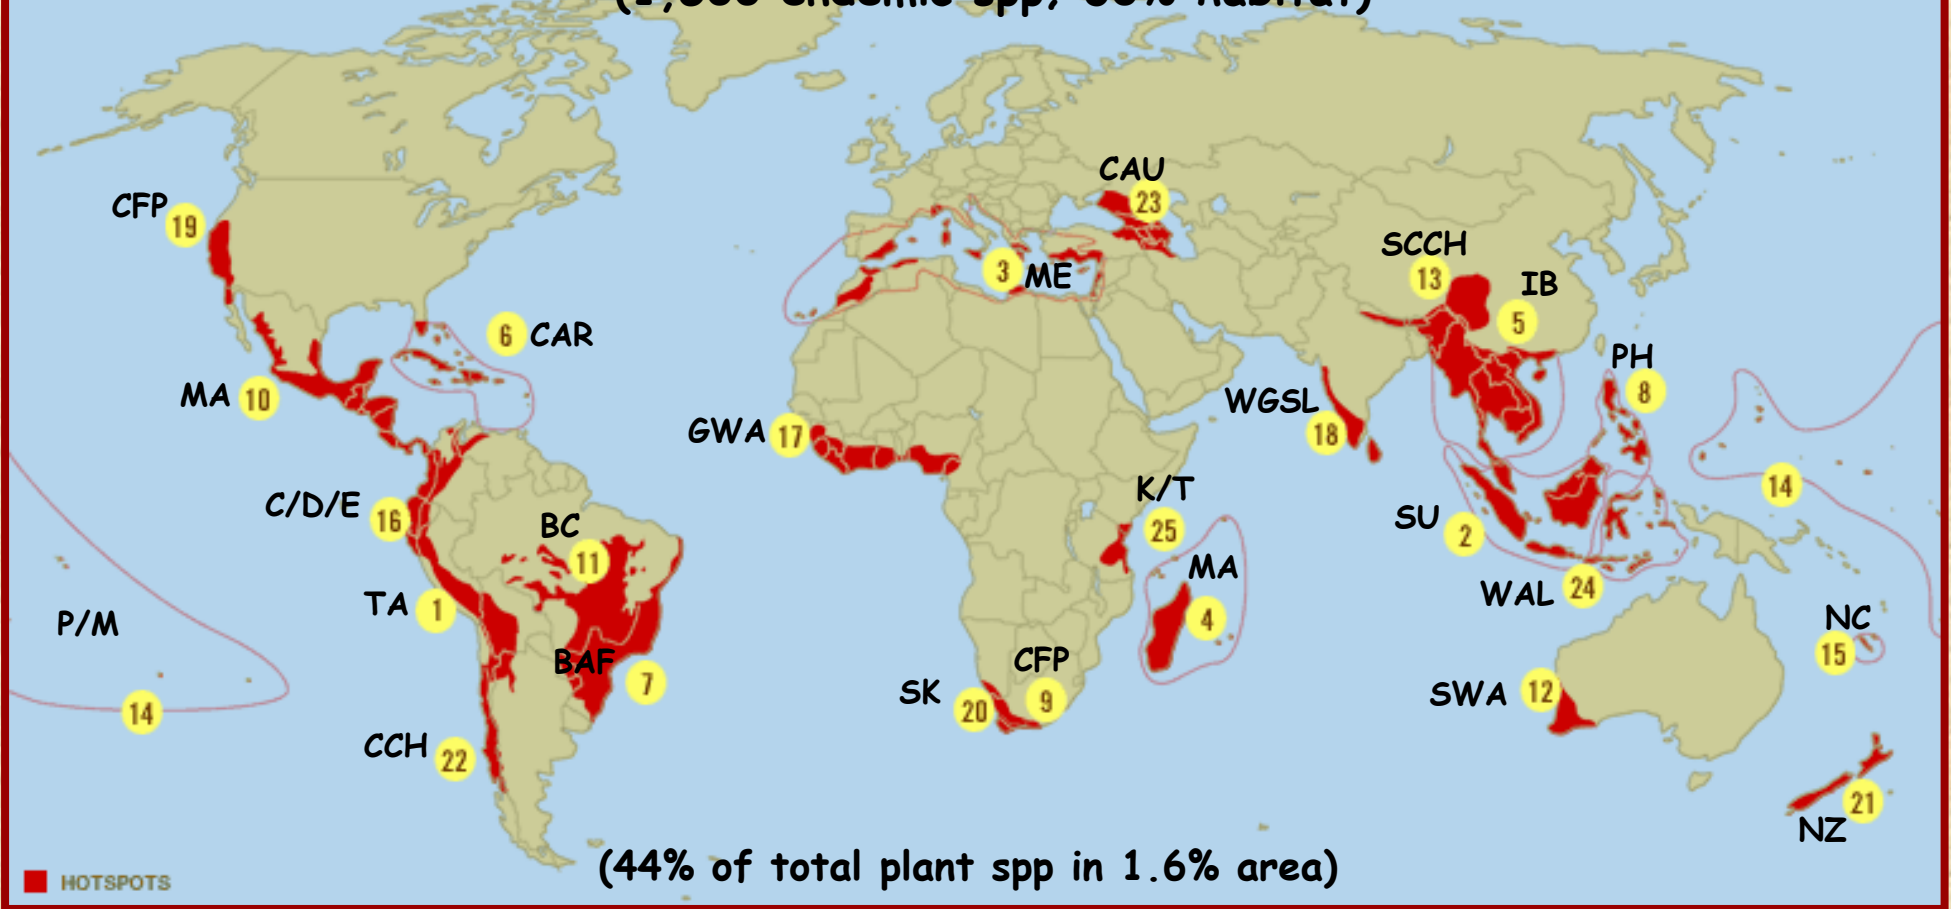 endemic spp, habitat)
CAU
23
CFP
19
SCCH
13
IB
5
3
ME
6
CAR
PH
8
MA
10
WGSL
18
GWA
17
K/T
25
14
C/D/E
16
BC
11
SU
2
MA
4
WAL
24
TA
1
P/M
NC
15
BAF
7
CFP
9
SK
20
SWA
12
14
CCH
22
21
NZ
(44% of total plant spp in 1.6% area)
HOTSPOTS